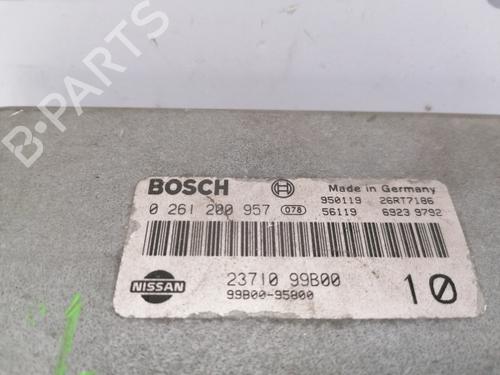 B-PARTS
BOSCH
Made in Germany
0 261 200 957 078
950119 26RT7186
56119 6923 9792
NISSAN
23710 99B00
99B00-95800
10